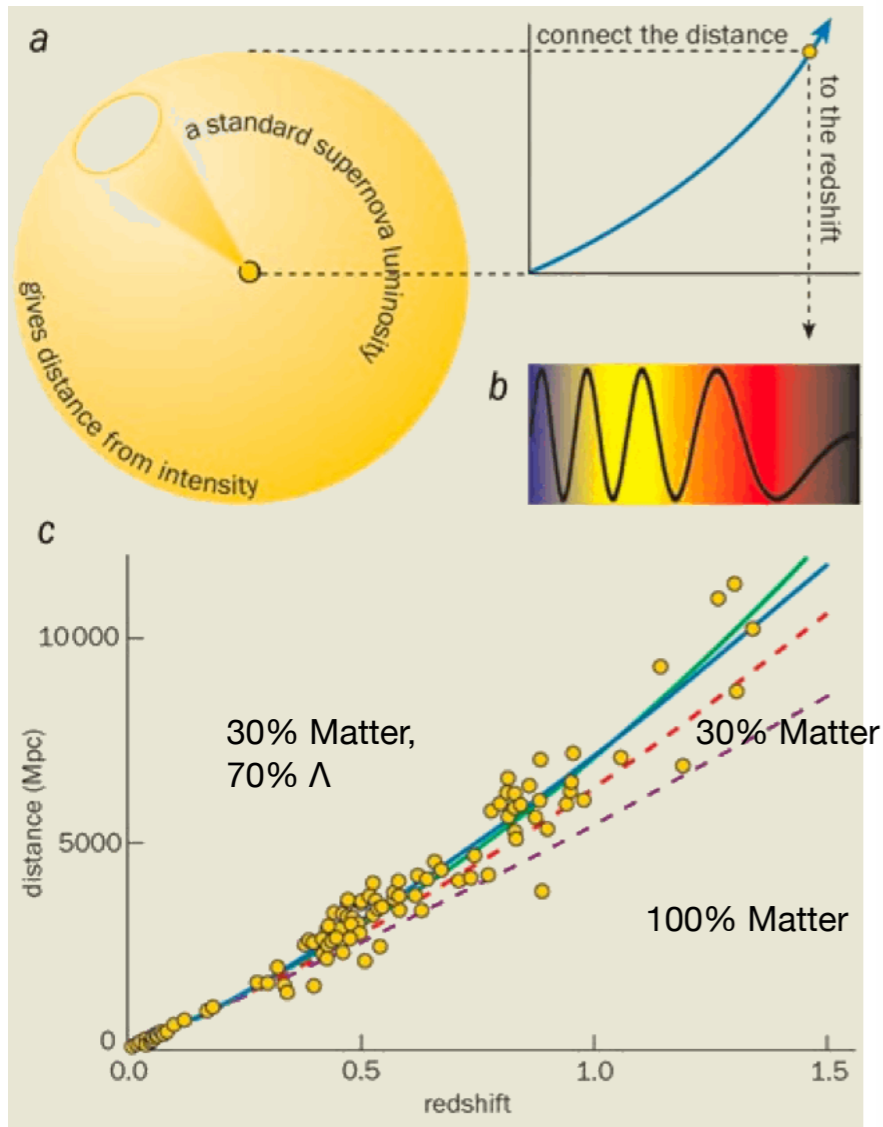 a
connect the distance
to the redshift
a standard supernova luminosity
gives distance from intensity
b
c
10000
5000
0
distance (Mpc)
30% Matter,
70% Λ
30% Matter
100% Matter
0.0 0.5 1.0 1.5
redshift